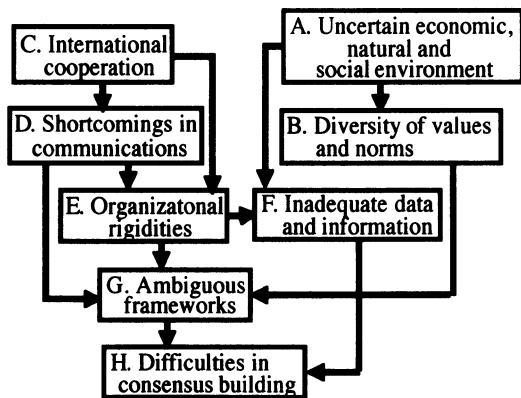 C. International
cooperation
A. Uncertain economic,
natural and
social environment
D. Shortcomings in
communications
B. Diversity of values
and norms
E. Organizatonal
rigidities
F. Inadequate data
and information
G. Ambiguous
frameworks
H. Difficulties in
consensus building